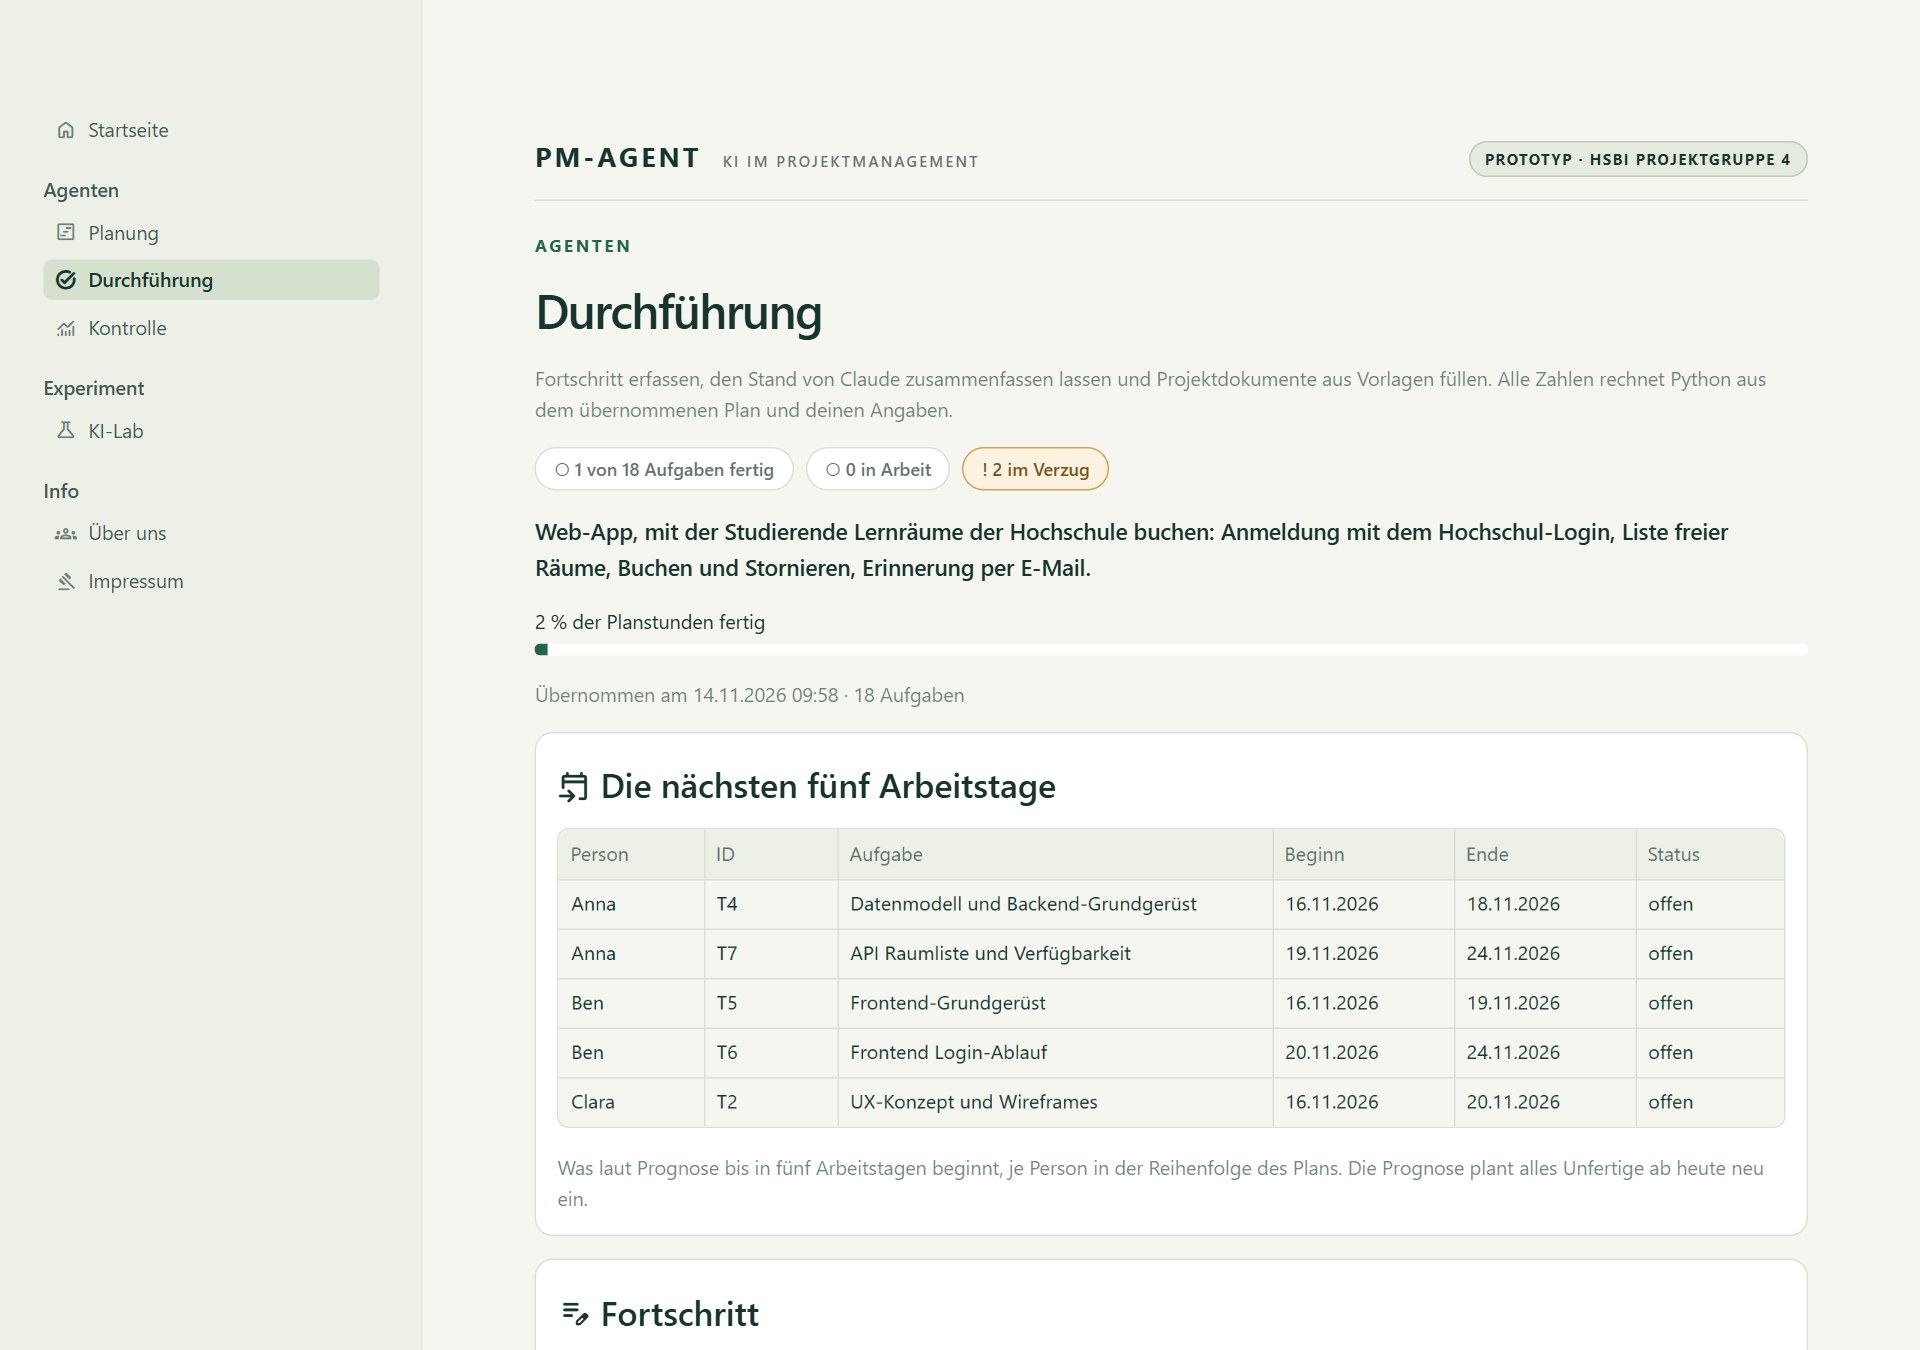 Startseite
Agenten
Planung
Durchführung
Kontrolle
Experiment
KI-Lab
Info
Über uns
Impressum
PM-AGENT KI IM PROJEKTMANAGEMENT
PROTOTYP · HSBI PROJEKTGRUPPE 4
AGENTEN
Durchführung
Fortschritt erfassen, den Stand von Claude zusammenfassen lassen und Projektdokumente aus Vorlagen füllen. Alle Zahlen rechnet Python aus
dem übernommenen Plan und deinen Angaben.
○ 1 von 18 Aufgaben fertig ○ 0 in Arbeit ! 2 im Verzug
Web-App, mit der Studierende Lernräume der Hochschule buchen: Anmeldung mit dem Hochschul-Login, Liste freier
Räume, Buchen und Stornieren, Erinnerung per E-Mail.
2 % der Planstunden fertig
Übernommen am 14.11.2026 09:58 · 18 Aufgaben
Die nächsten fünf Arbeitstage
Person ID Aufgabe Beginn Ende Status
Anna T4 Datenmodell und Backend-Grundgerüst 16.11.2026 18.11.2026 offen
Anna T7 API Raumliste und Verfügbarkeit 19.11.2026 24.11.2026 offen
Ben T5 Frontend-Grundgerüst 16.11.2026 19.11.2026 offen
Ben T6 Frontend Login-Ablauf 20.11.2026 24.11.2026 offen
Clara T2 UX-Konzept und Wireframes 16.11.2026 20.11.2026 offen
Was laut Prognose bis in fünf Arbeitstagen beginnt, je Person in der Reihenfolge des Plans. Die Prognose plant alles Unfertige ab heute neu
ein.
Fortschritt